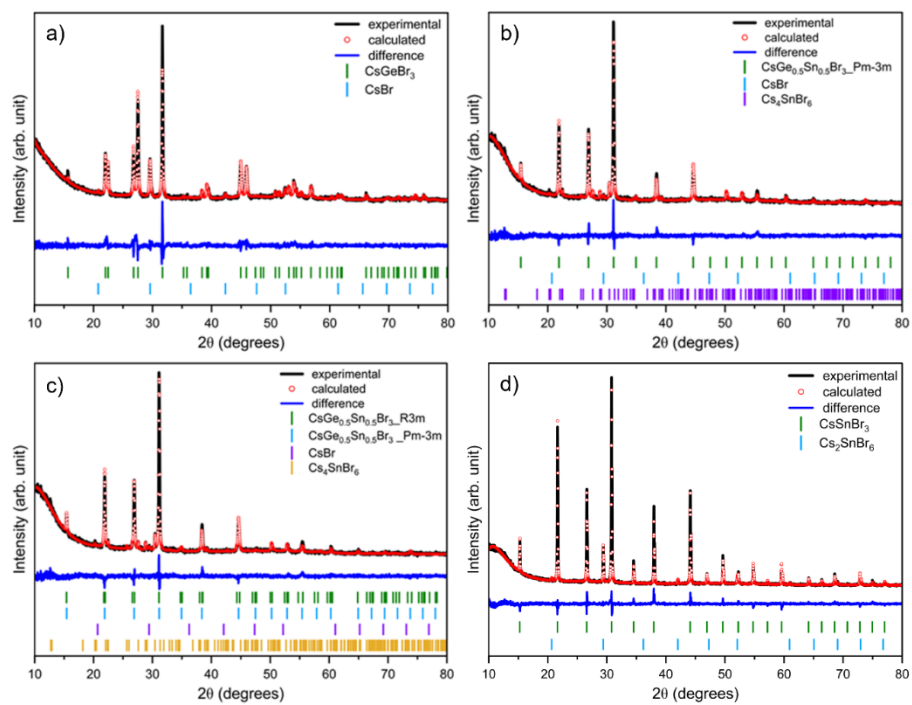 a)
experimental
calculated
difference
CsGeBr₃
CsBr
Intensity (arb. unit)
10 20 30 40 50 60 70 80
2θ (degrees)
b)
experimental
calculated
difference
CsGe₀.₅Sn₀.₅Br₃_Pm-3m
CsBr
Cs₄SnBr₆
Intensity (arb. unit)
10 20 30 40 50 60 70 80
2θ (degrees)
c)
experimental
calculated
difference
CsGe₀.₅Sn₀.₅Br₃_R3m
CsGe₀.₅Sn₀.₅Br₃ _Pm-3m
CsBr
Cs₄SnBr₆
Intensity (arb. unit)
10 20 30 40 50 60 70 80
2θ (degrees)
d)
experimental
calculated
difference
CsSnBr₃
Cs₂SnBr₆
Intensity (arb. unit)
10 20 30 40 50 60 70 80
2θ (degrees)